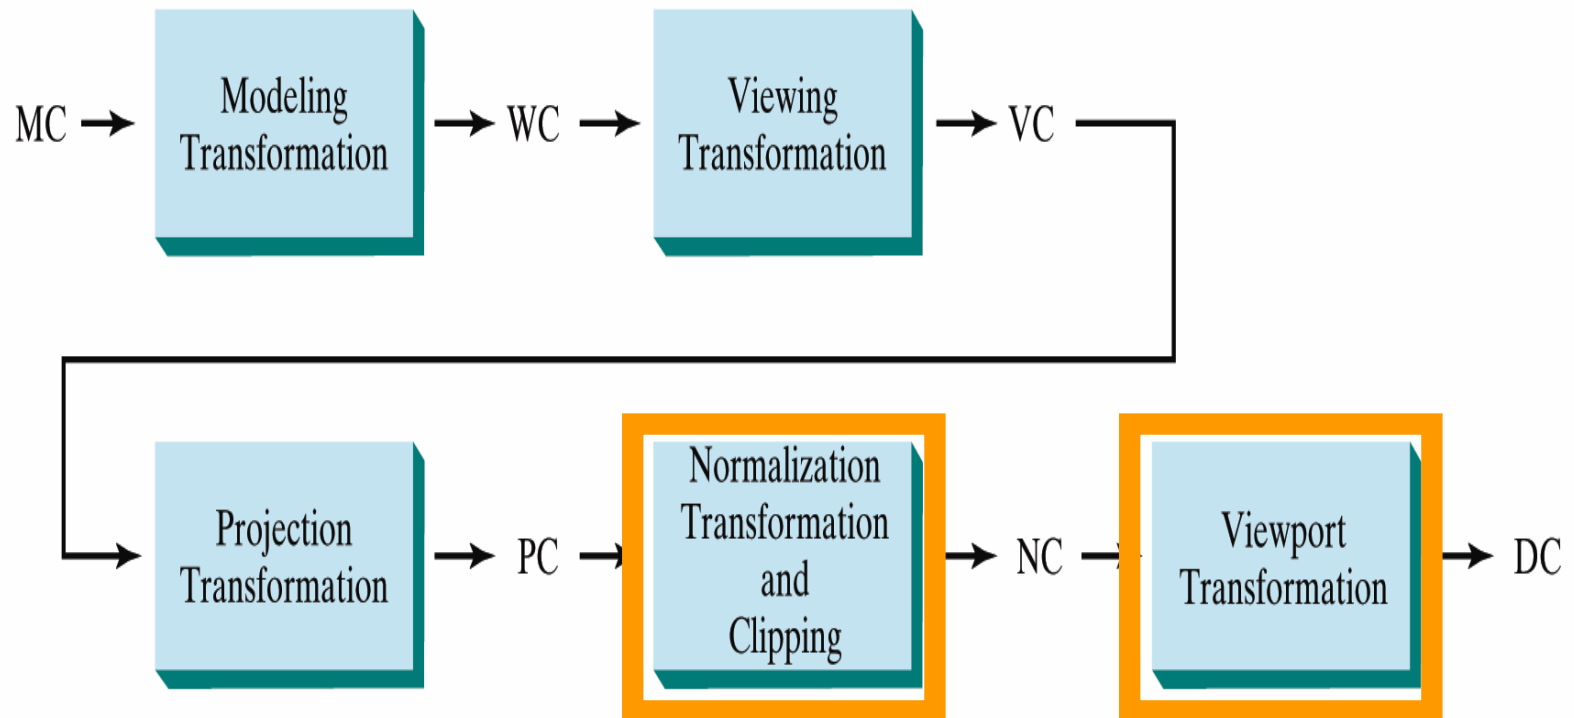 MC
Modeling
Transformation
WC
Viewing
Transformation
VC
Projection
Transformation
PC
Normalization
Transformation
and
Clipping
NC
Viewport
Transformation
DC